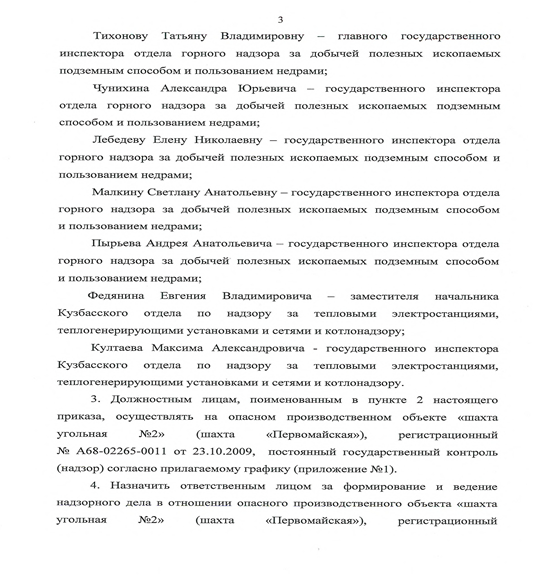 3
Тихонову Татьяну Владимировну – главного государственного
инспектора отдела горного надзора за добычей полезных ископаемых
подземным способом и пользованием недрами;
Чунихина Александра Юрьевича – государственного инспектора
отдела горного надзора за добычей полезных ископаемых подземным
способом и пользованием недрами;
Лебедеву Елену Николаевну – государственного инспектора отдела
горного надзора за добычей полезных ископаемых подземным способом и
пользованием недрами;
Малкину Светлану Анатольевну – государственного инспектора отдела
горного надзора за добычей полезных ископаемых подземным способом
и пользованием недрами;
Пырьева Андрея Анатольевича – государственного инспектора отдела
горного надзора за добычей полезных ископаемых подземным способом
и пользованием недрами;
Федянина Евгения Владимировича – заместителя начальника
Кузбасского отдела по надзору за тепловыми электростанциями,
теплогенерирующими установками и сетями и котлонадзору;
Култаева Максима Александровича - государственного инспектора
Кузбасского отдела по надзору за тепловыми электростанциями,
теплогенерирующими установками и сетями и котлонадзору.
3. Должностным лицам, поименованным в пункте 2 настоящего
приказа, осуществлять на опасном производственном объекте «шахта
угольная №2» (шахта «Первомайская»), регистрационный
№ А68-02265-0011 от 23.10.2009, постоянный государственный контроль
(надзор) согласно прилагаемому графику (приложение №1).
4. Назначить ответственным лицом за формирование и ведение
надзорного дела в отношении опасного производственного объекта «шахта
угольная №2» (шахта «Первомайская»), регистрационный